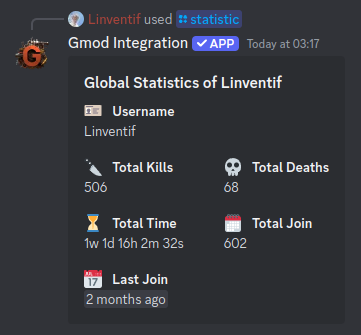 Linventif used statistic
Gmod Integration APP Today at 03:17
Global Statistics of Linventif
Username
Linventif
Total Kills Total Deaths
506 68
Total Time Total Join
1w 1d 16h 2m 32s 602
JULY 17 Last Join
2 months ago